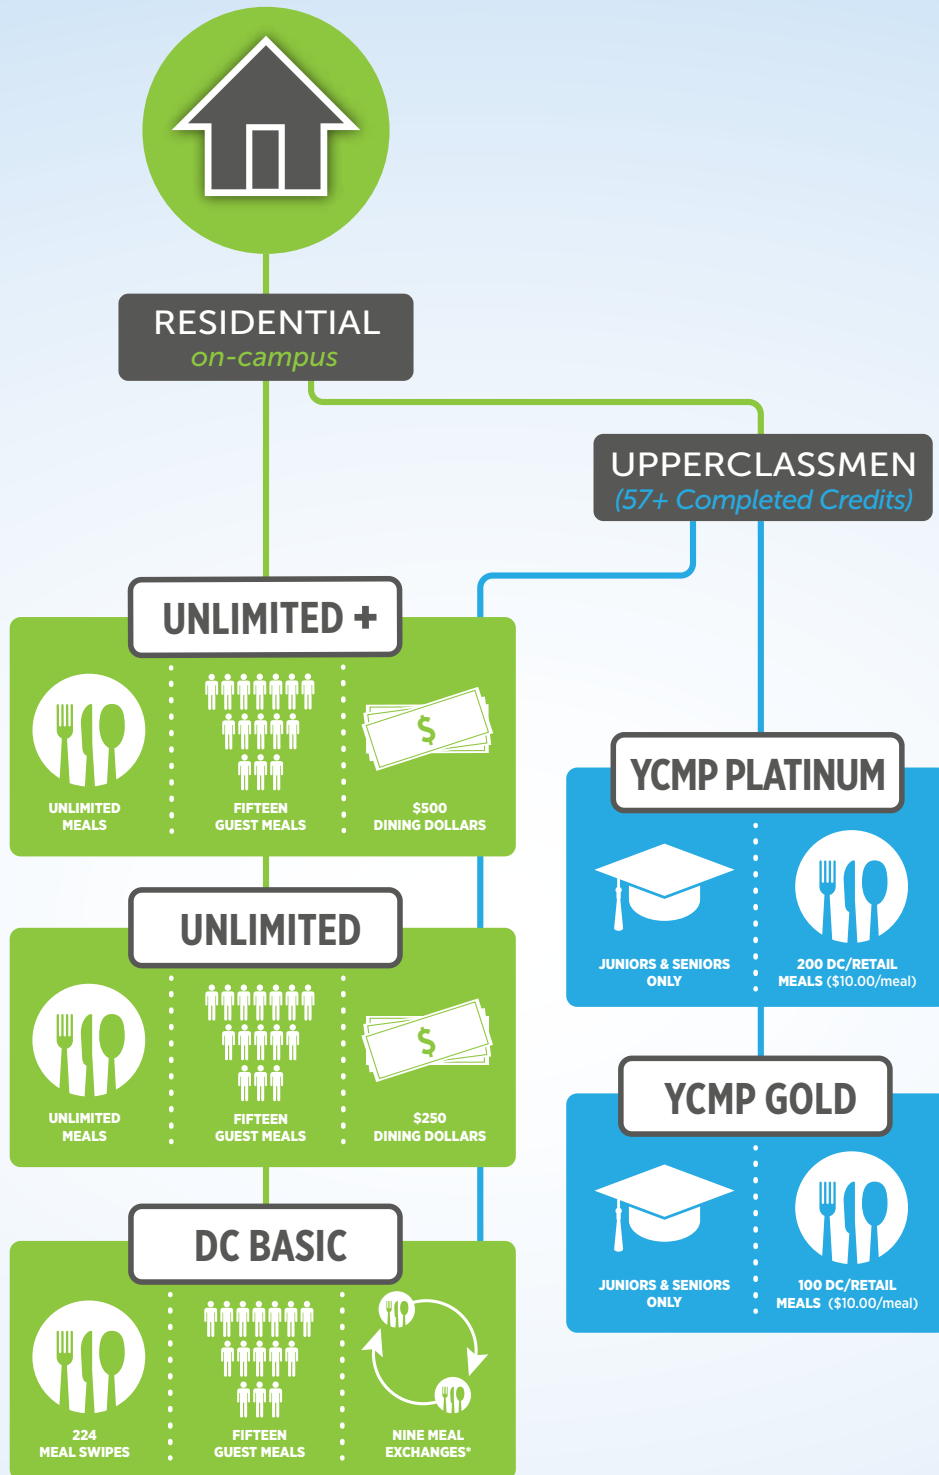 RESIDENTIAL
on-campus
UPPERCLASSMEN
(57+ Completed Credits)
UNLIMITED +
UNLIMITED
MEALS
FIFTEEN
GUEST MEALS
$
$500
DINING DOLLARS
YCMP PLATINUM
JUNIORS & SENIORS
ONLY
200 DC/RETAIL
MEALS ($10.00/meal)
UNLIMITED
UNLIMITED
MEALS
FIFTEEN
GUEST MEALS
$
$250
DINING DOLLARS
YCMP GOLD
JUNIORS & SENIORS
ONLY
100 DC/RETAIL
MEALS ($10.00/meal)
DC BASIC
224
MEAL SWIPES
FIFTEEN
GUEST MEALS
NINE MEAL
EXCHANGES*